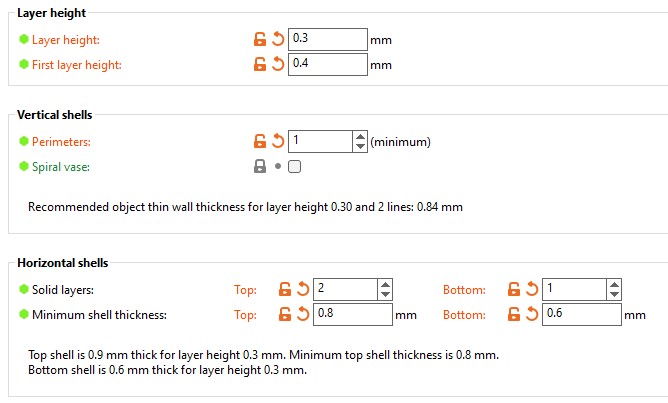 Layer height
Layer height: 0.3 mm
First layer height: 0.4 mm
Vertical shells
Perimeters: 1 (minimum)
Spiral vase:
Recommended object thin wall thickness for layer height 0.30 and 2 lines: 0.84 mm
Horizontal shells
Solid layers: Top: 2 Bottom: 1
Minimum shell thickness: Top: 0.8 mm Bottom: 0.6 mm
Top shell is 0.9 mm thick for layer height 0.3 mm. Minimum top shell thickness is 0.8 mm.
Bottom shell is 0.6 mm thick for layer height 0.3 mm.